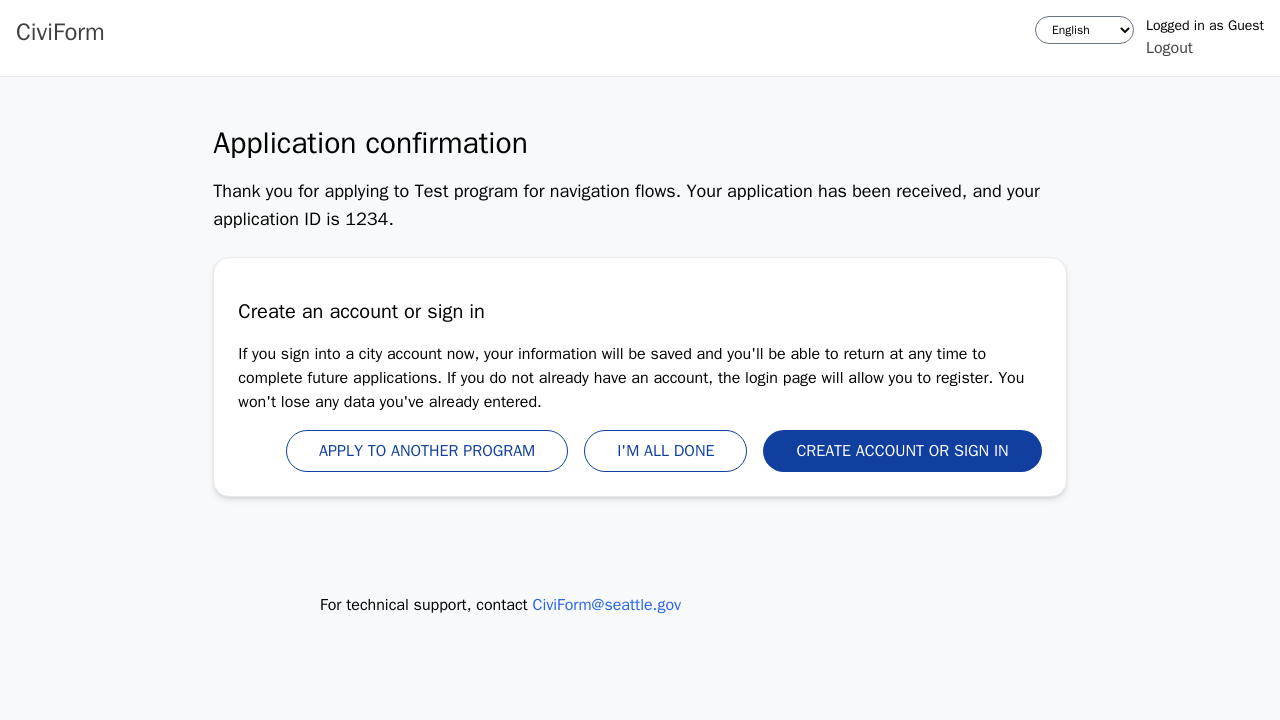 CiviForm
English
Logged in as Guest
Logout
Application confirmation
Thank you for applying to Test program for navigation flows. Your application has been received, and your
application ID is 1234.
Create an account or sign in
If you sign into a city account now, your information will be saved and you'll be able to return at any time to
complete future applications. If you do not already have an account, the login page will allow you to register. You
won't lose any data you've already entered.
APPLY TO ANOTHER PROGRAM
I'M ALL DONE
CREATE ACCOUNT OR SIGN IN
For technical support, contact CiviForm@seattle.gov